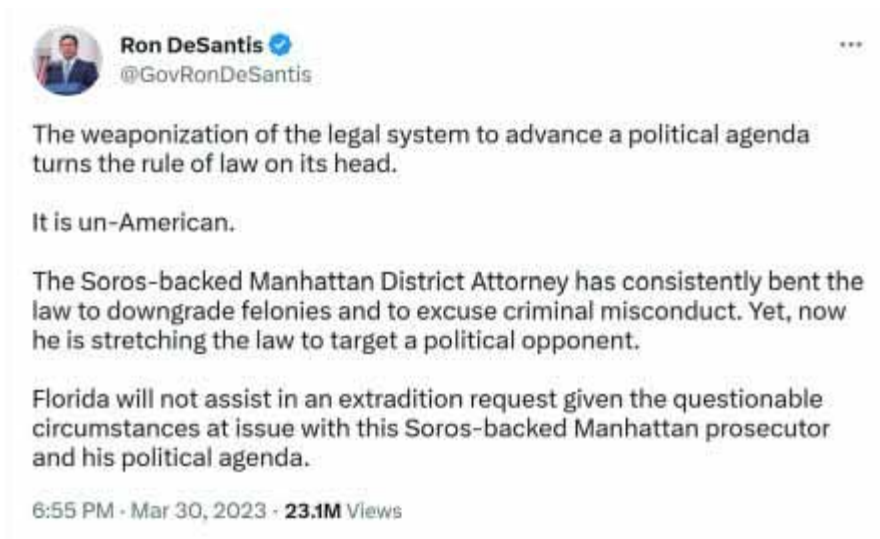 Ron DeSantis
@GovRonDeSantis
The weaponization of the legal system to advance a political agenda
turns the rule of law on its head.
It is un-American.
The Soros-backed Manhattan District Attorney has consistently bent the
law to downgrade felonies and to excuse criminal misconduct. Yet, now
he is stretching the law to target a political opponent.
Florida will not assist in an extradition request given the questionable
circumstances at issue with this Soros-backed Manhattan prosecutor
and his political agenda.
6:55 PM · Mar 30, 2023 · 23.1M Views